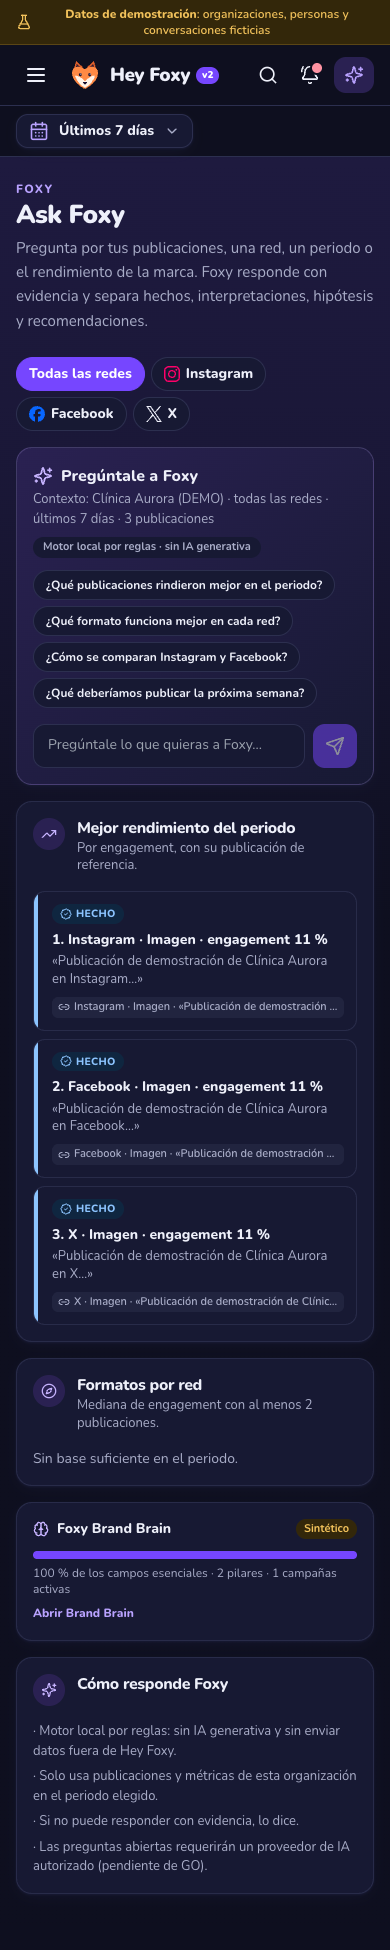 Datos de demostración: organizaciones, personas y
conversaciones ficticias
Hey Foxy v2
Últimos 7 días
FOXY
Ask Foxy
Pregunta por tus publicaciones, una red, un periodo o
el rendimiento de la marca. Foxy responde con
evidencia y separa hechos, interpretaciones, hipótesis
y recomendaciones.
Todas las redes
Instagram
Facebook
X
Pregúntale a Foxy
Contexto: Clínica Aurora (DEMO) · todas las redes ·
últimos 7 días · 3 publicaciones
Motor local por reglas · sin IA generativa
¿Qué publicaciones rindieron mejor en el periodo?
¿Qué formato funciona mejor en cada red?
¿Cómo se comparan Instagram y Facebook?
¿Qué deberíamos publicar la próxima semana?
Pregúntale lo que quieras a Foxy...
Mejor rendimiento del periodo
Por engagement, con su publicación de
referencia.
HECHO
1. Instagram · Imagen · engagement 11 %
«Publicación de demostración de Clínica Aurora
en Instagram...»
Instagram · Imagen · «Publicación de demostración ...
HECHO
2. Facebook · Imagen · engagement 11 %
«Publicación de demostración de Clínica Aurora
en Facebook...»
Facebook · Imagen · «Publicación de demostración ...
HECHO
3. X · Imagen · engagement 11 %
«Publicación de demostración de Clínica Aurora
en X...»
X · Imagen · «Publicación de demostración de Clínic...
Formatos por red
Mediana de engagement con al menos 2
publicaciones.
Sin base suficiente en el periodo.
Foxy Brand Brain
Sintético
100 % de los campos esenciales · 2 pilares · 1 campañas
activas
Abrir Brand Brain
Cómo responde Foxy
· Motor local por reglas: sin IA generativa y sin enviar
datos fuera de Hey Foxy.
· Solo usa publicaciones y métricas de esta organización
en el periodo elegido.
· Si no puede responder con evidencia, lo dice.
· Las preguntas abiertas requerirán un proveedor de IA
autorizado (pendiente de GO).